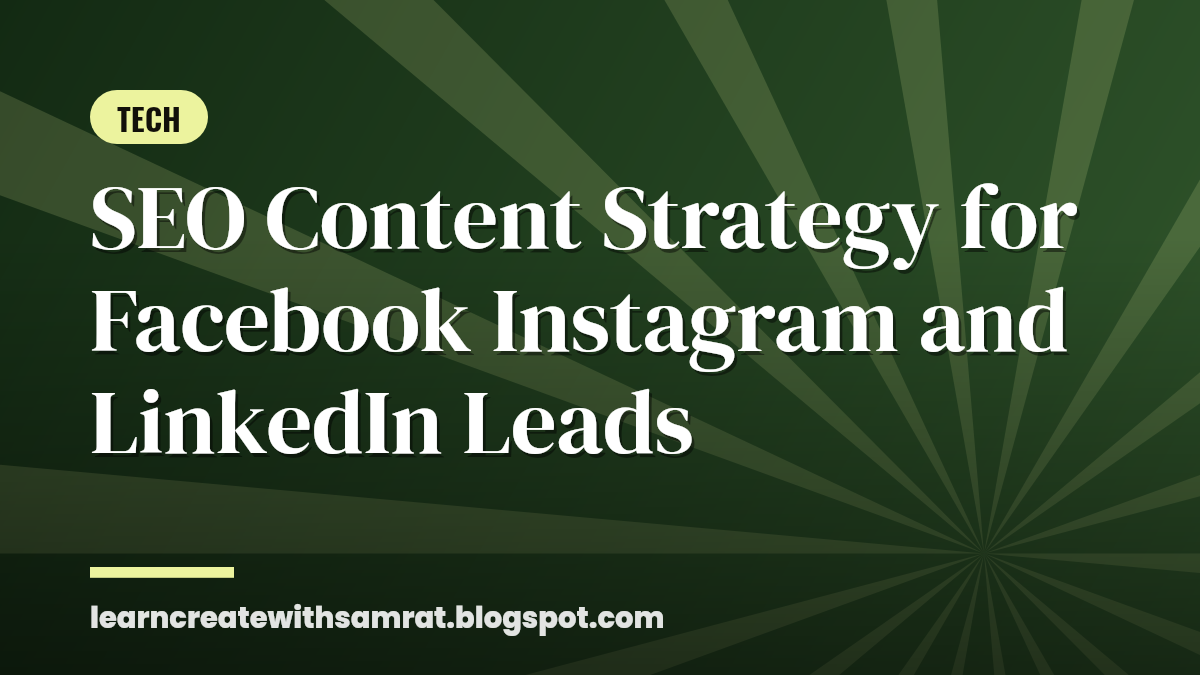 TECH
SEO Content Strategy for
Facebook Instagram and
LinkedIn Leads
learncreatewithsamrat.blogspot.com